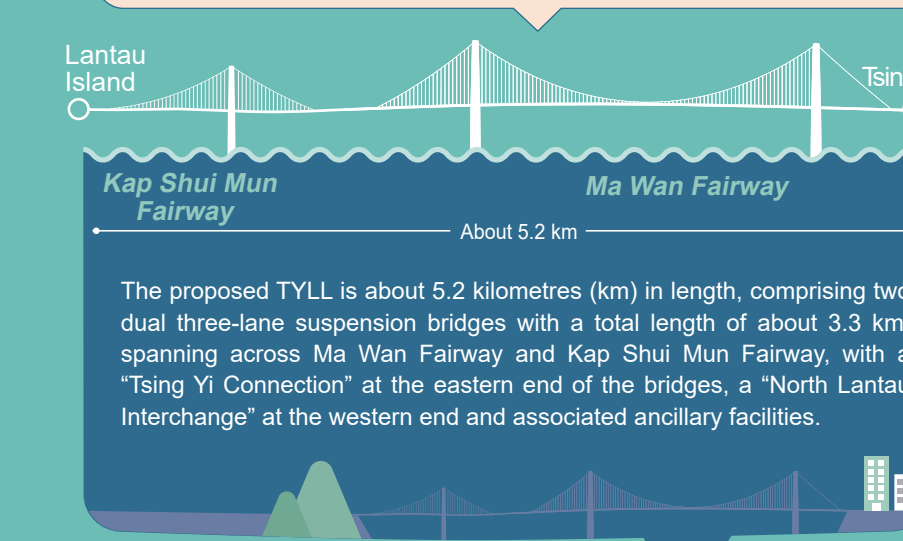 Lantau
Island
Tsin
Kap Shui Mun
Fairway
Ma Wan Fairway
About 5.2 km
The proposed TYLL is about 5.2 kilometres (km) in length, comprising two
dual three-lane suspension bridges with a total length of about 3.3 km
spanning across Ma Wan Fairway and Kap Shui Mun Fairway, with a
“Tsing Yi Connection” at the eastern end of the bridges, a “North Lantau
Interchange” at the western end and associated ancillary facilities.